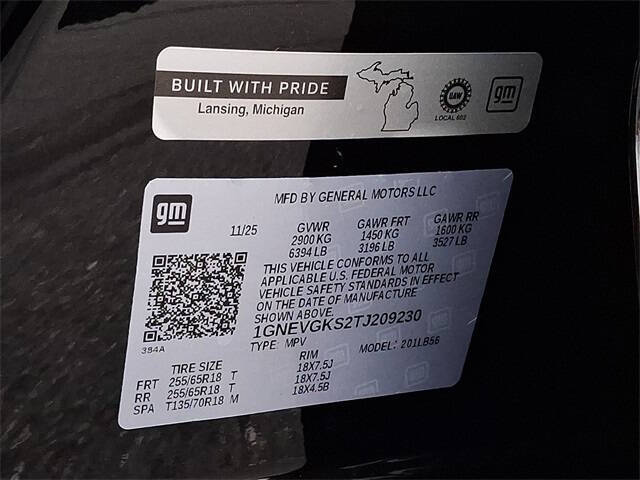 BUILT WITH PRIDE
Lansing, Michigan
UAW
LOCAL 602
gm
gm
MFD BY GENERAL MOTORS LLC
11/25 GVWR GAWR FRT GAWR RR
2900 KG 1450 KG 1600 KG
6394 LB 3196 LB 3527 LB
THIS VEHICLE CONFORMS TO ALL
APPLICABLE U.S. FEDERAL MOTOR
VEHICLE SAFETY STANDARDS IN EFFECT
ON THE DATE OF MANUFACTURE
SHOWN ABOVE.
1GNEVGKS2TJ209230
384A
TYPE: MPV MODEL: 201LB56
TIRE SIZE RIM
FRT 255/65R18 T 18X7.5J
RR 255/65R18 T 18X7.5J
SPA T135/70R18 M 18X4.5B